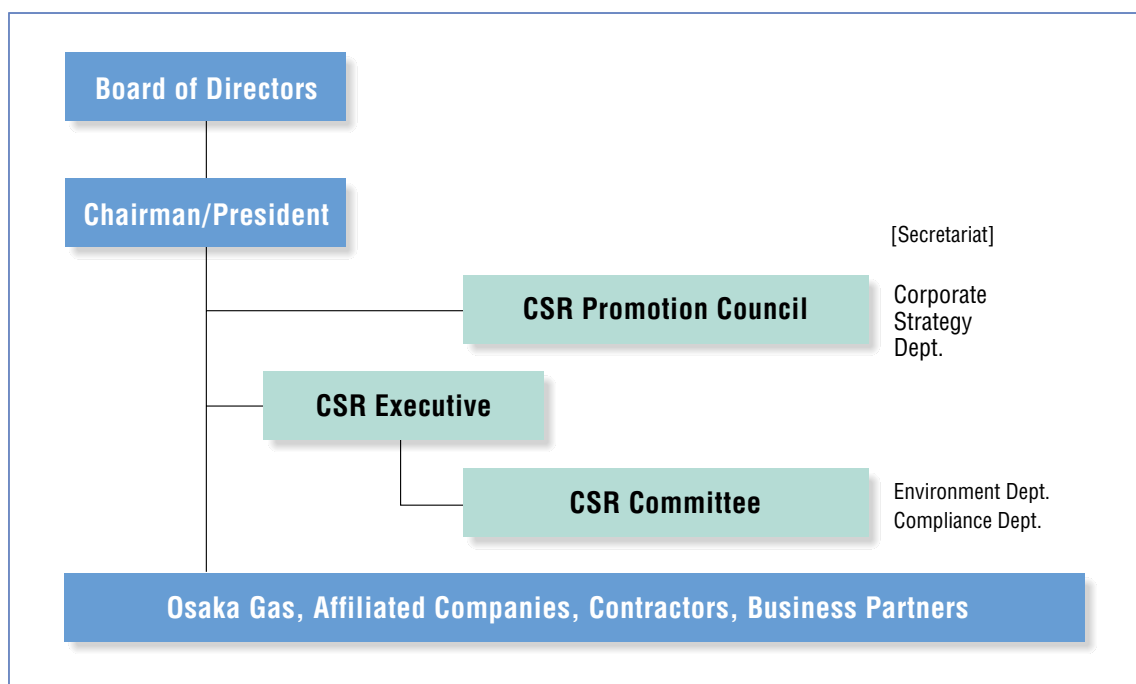 Board of Directors
Chairman/President
[Secretariat]
CSR Promotion Council
Corporate
Strategy
Dept.
CSR Executive
CSR Committee
Environment Dept.
Compliance Dept.
Osaka Gas, Affiliated Companies, Contractors, Business Partners